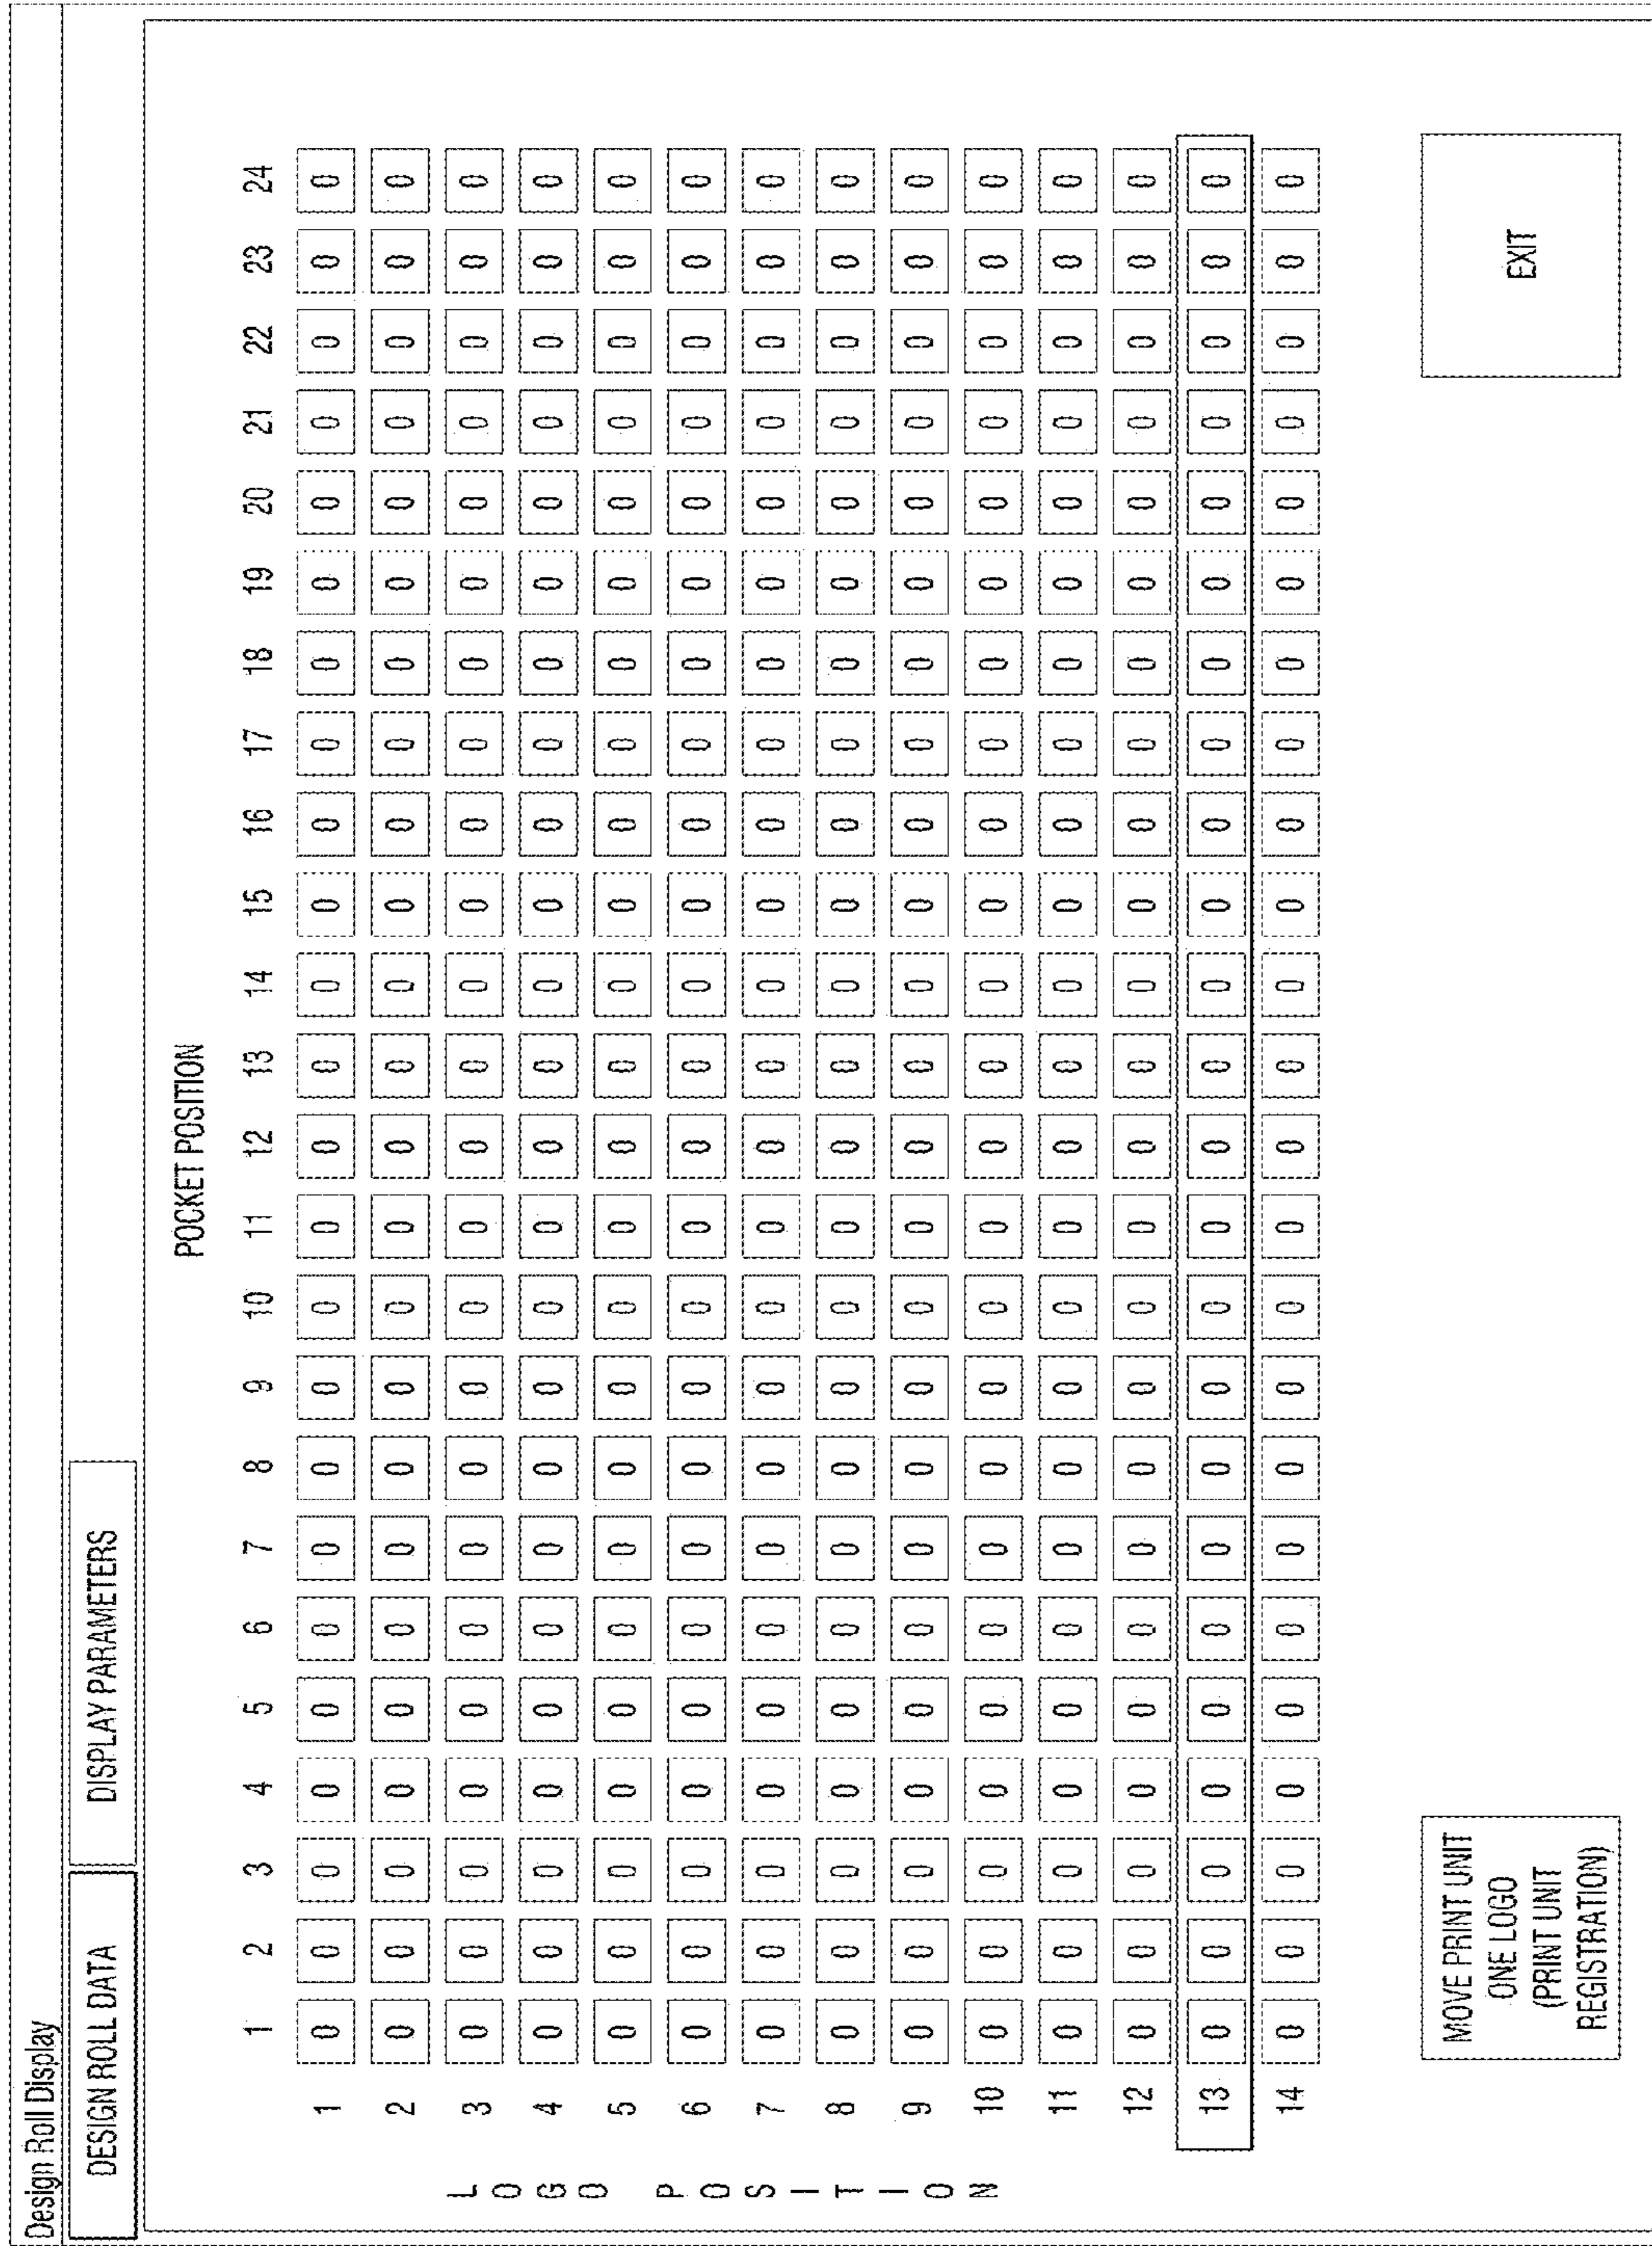 Design Roll Display
DESIGN ROLL DATA DISPLAY PARAMETERS
POCKET POSITION
1 2 3 4 5 6 7 8 9 10 11 12 13 14 15 16 17 18 19 20 21 22 23 24
LOGO POSITION
1 0 0 0 0 0 0 0 0 0 0 0 0 0 0 0 0 0 0 0 0 0 0 0 0
2 0 0 0 0 0 0 0 0 0 0 0 0 0 0 0 0 0 0 0 0 0 0 0 0
3 0 0 0 0 0 0 0 0 0 0 0 0 0 0 0 0 0 0 0 0 0 0 0 0
4 0 0 0 0 0 0 0 0 0 0 0 0 0 0 0 0 0 0 0 0 0 0 0 0
5 0 0 0 0 0 0 0 0 0 0 0 0 0 0 0 0 0 0 0 0 0 0 0 0
6 0 0 0 0 0 0 0 0 0 0 0 0 0 0 0 0 0 0 0 0 0 0 0 0
7 0 0 0 0 0 0 0 0 0 0 0 0 0 0 0 0 0 0 0 0 0 0 0 0
8 0 0 0 0 0 0 0 0 0 0 0 0 0 0 0 0 0 0 0 0 0 0 0 0
9 0 0 0 0 0 0 0 0 0 0 0 0 0 0 0 0 0 0 0 0 0 0 0 0
10 0 0 0 0 0 0 0 0 0 0 0 0 0 0 0 0 0 0 0 0 0 0 0 0
11 0 0 0 0 0 0 0 0 0 0 0 0 0 0 0 0 0 0 0 0 0 0 0 0
12 0 0 0 0 0 0 0 0 0 0 0 0 0 0 0 0 0 0 0 0 0 0 0 0
13 0 0 0 0 0 0 0 0 0 0 0 0 0 0 0 0 0 0 0 0 0 0 0 0
14 0 0 0 0 0 0 0 0 0 0 0 0 0 0 0 0 0 0 0 0 0 0 0 0
MOVE PRINT UNIT
ONE LOGO
(PRINT UNIT
REGISTRATION)
EXIT